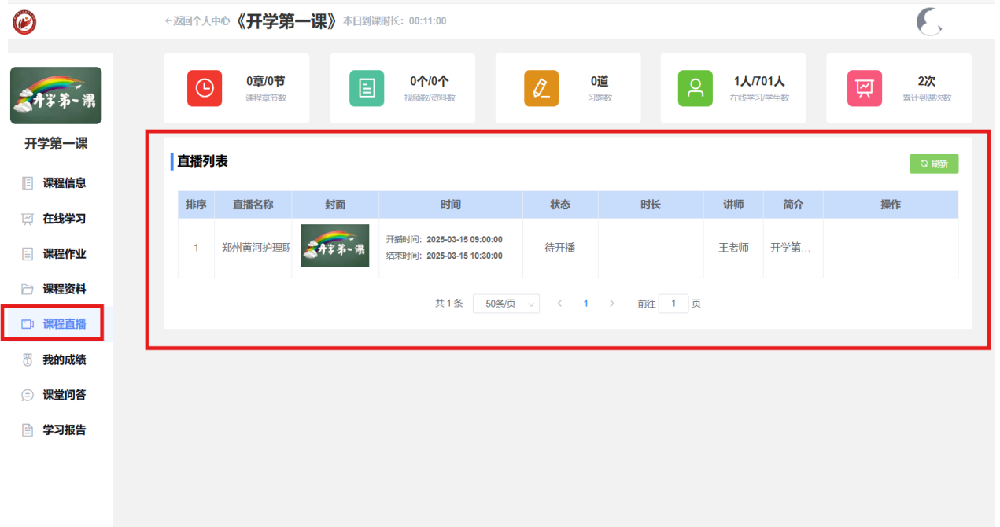 ←返回个人中心 《开学第一课》 本日到课时长：00:11:00
开学第一课
开学第一课
课程信息
在线学习
课程作业
课程资料
课程直播
我的成绩
课堂问答
学习报告
0章/0节
课程章节数
0个/0个
视频数/资料数
0道
习题数
1人/701人
在线学习/学生数
2次
累计到课次数
直播列表
刷新
排序 直播名称 封面 时间 状态 时长 讲师 简介 操作
1 郑州黄河护理职 开学第一课 开播时间：2025-03-15 09:00:00 待开播 王老师 开学第...
结束时间：2025-03-15 10:30:00
共 1 条 50条/页 1 前往 1 页